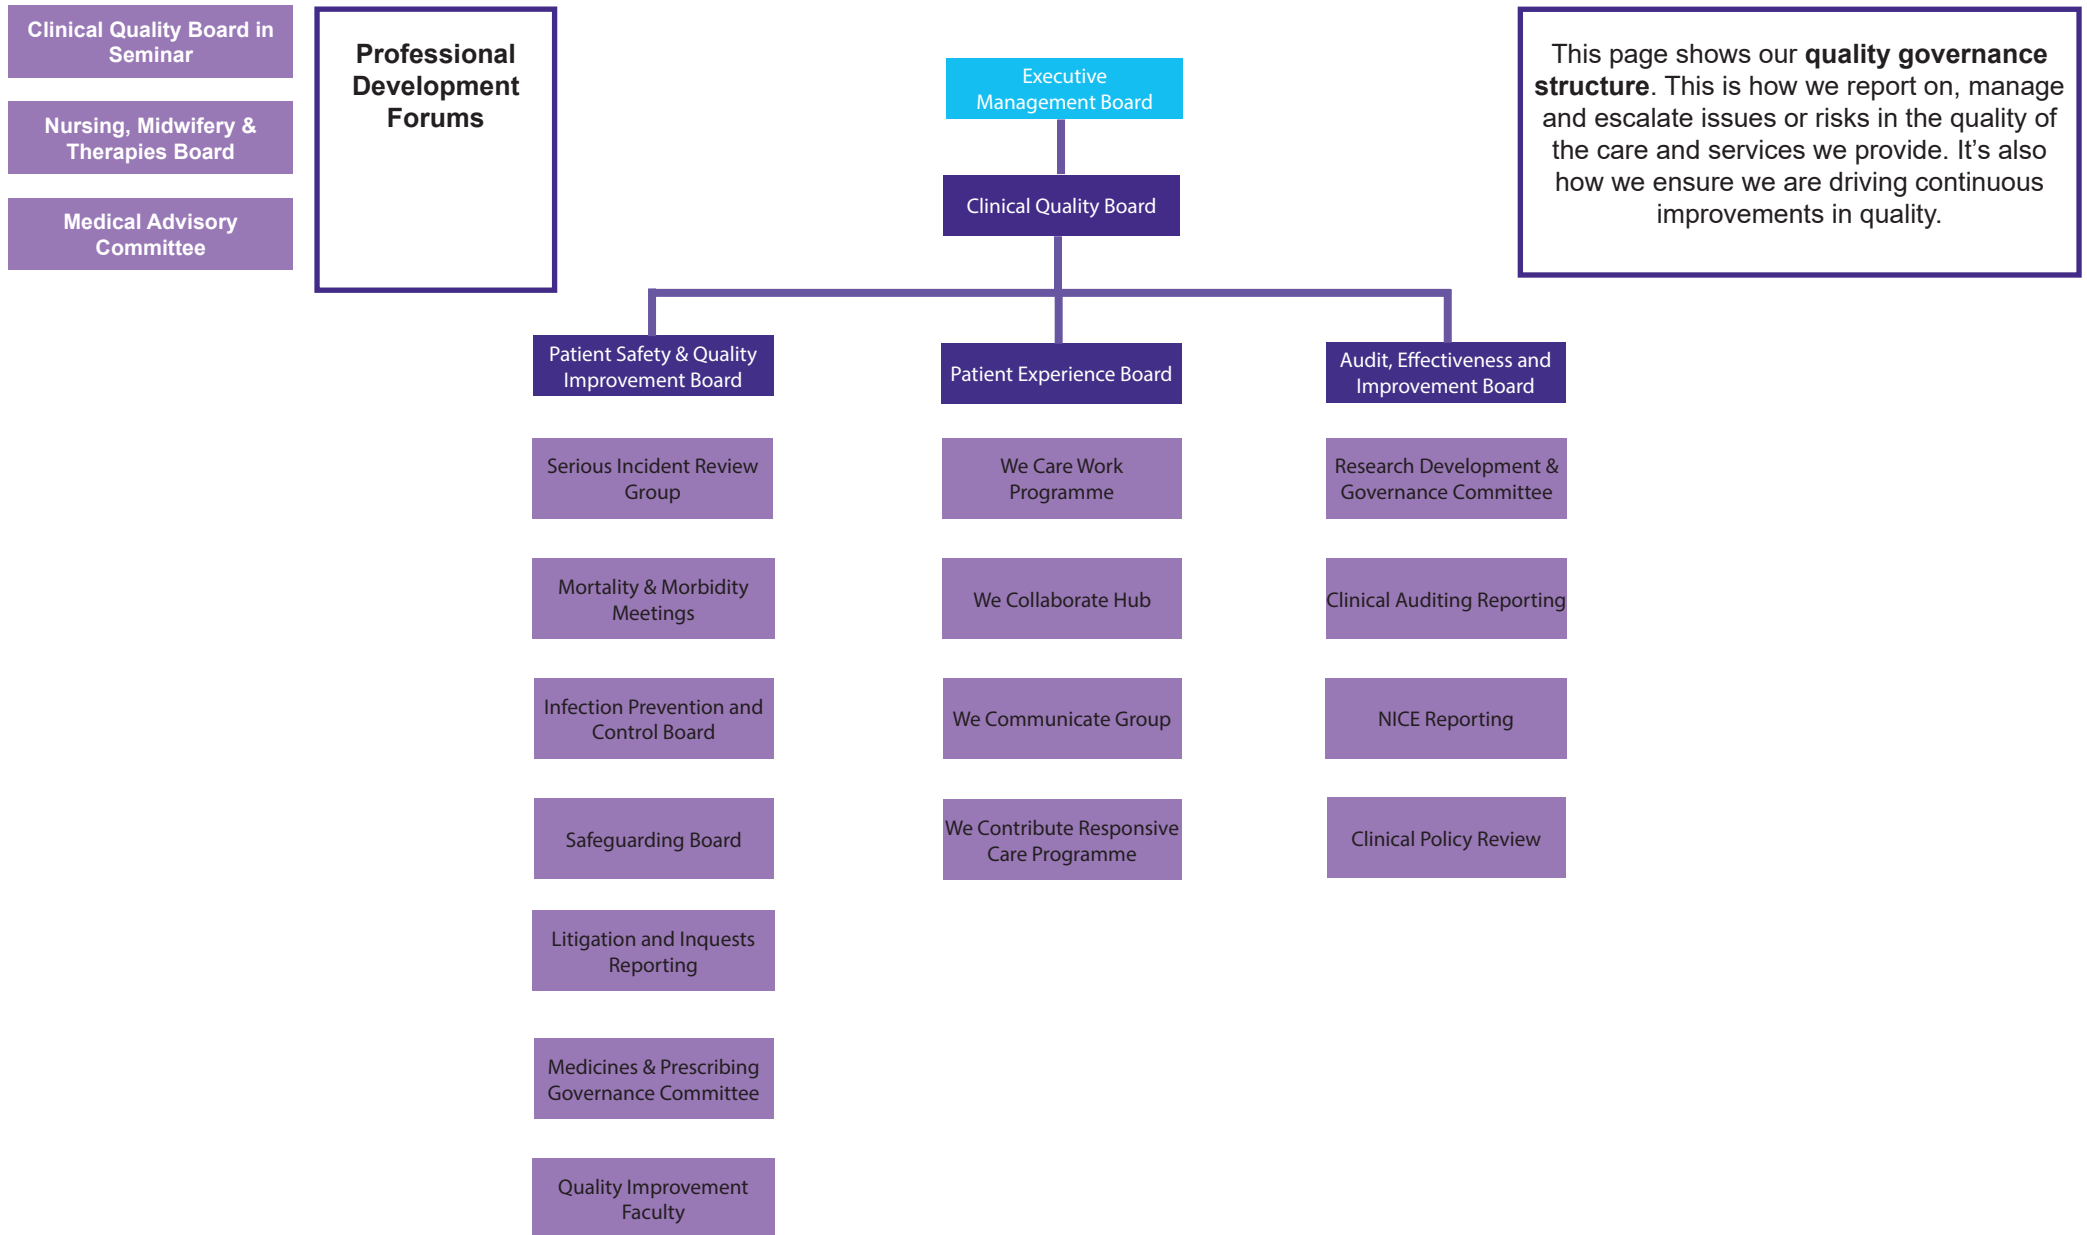 Clinical Quality Board in
Seminar
Nursing, Midwifery &
Therapies Board
Medical Advisory
Committee
Professional
Development
Forums
Executive
Management Board
Clinical Quality Board
This page shows our quality governance
structure. This is how we report on, manage
and escalate issues or risks in the quality of
the care and services we provide. It’s also
how we ensure we are driving continuous
improvements in quality.
Patient Safety & Quality
Improvement Board
Serious Incident Review
Group
Mortality & Morbidity
Meetings
Infection Prevention and
Control Board
Safeguarding Board
Litigation and Inquests
Reporting
Medicines & Prescribing
Governance Committee
Quality Improvement
Faculty
Patient Experience Board
We Care Work
Programme
We Collaborate Hub
We Communicate Group
We Contribute Responsive
Care Programme
Audit, Effectiveness and
Improvement Board
Research Development &
Governance Committee
Clinical Auditing Reporting
NICE Reporting
Clinical Policy Review